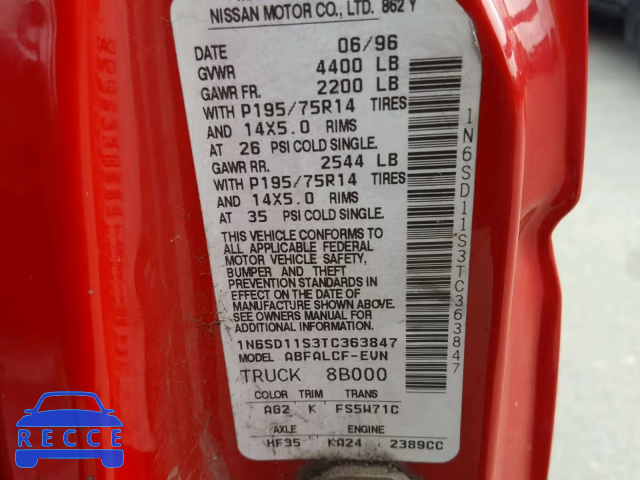 NISSAN MOTOR CO., LTD. 862 Y
DATE 06/96
GVWR 4400 LB
GAWR FR. 2200 LB
WITH P195/75R14 TIRES
AND 14X5.0 RIMS
AT 26 PSI COLD SINGLE.
GAWR RR. 2544 LB
WITH P195/75R14 TIRES
AND 14X5.0 RIMS
AT 35 PSI COLD SINGLE.
THIS VEHICLE CONFORMS TO
ALL APPLICABLE FEDERAL
MOTOR VEHICLE SAFETY,
BUMPER AND THEFT
PREVENTION STANDARDS
IN EFFECT ON THE DATE OF
MANUFACTURE SHOWN ABOVE.
SEE OWNERS MANUAL FOR
ADDITIONAL INFORMATION.
1N6SD11S3TC363847
MODEL ABFALCF-EVN
TRUCK 8B000
COLOR TRIM TRANS
AG2 K FS5W71C
AXLE ENGINE
HF35 KA24 2389CC
1N6SD11S3TC363847
RECCE